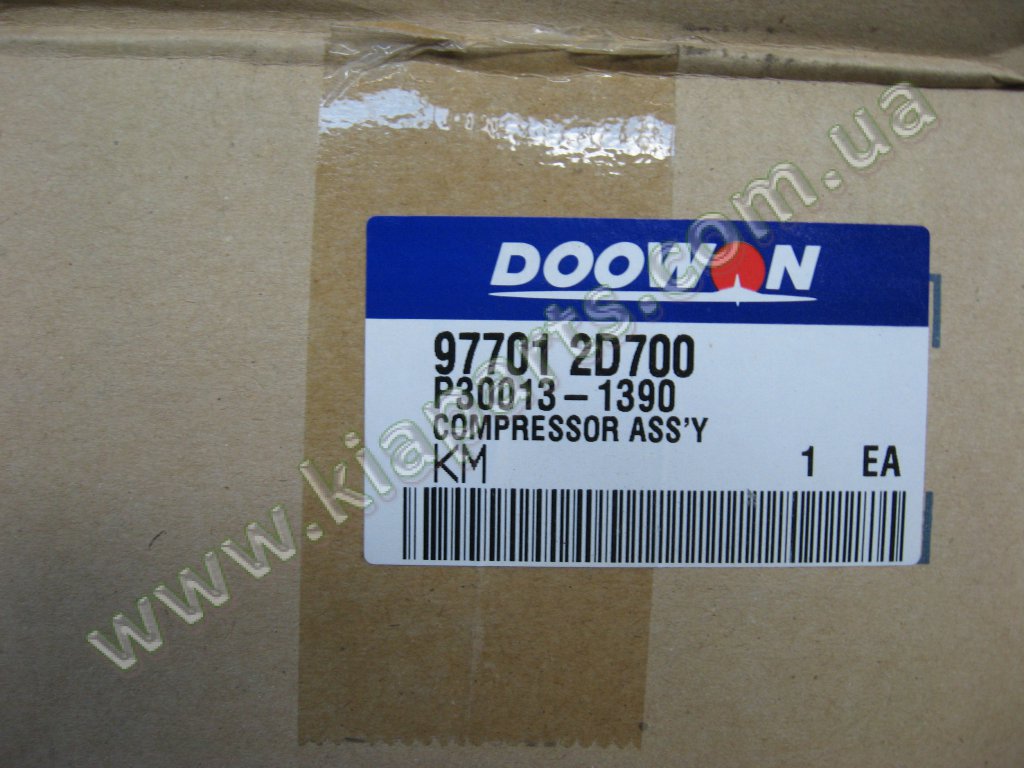 DOOWON
97701 2D700
P30013-1390
COMPRESSOR ASS'Y
KM 1 EA
www.kiaparts.com.ua